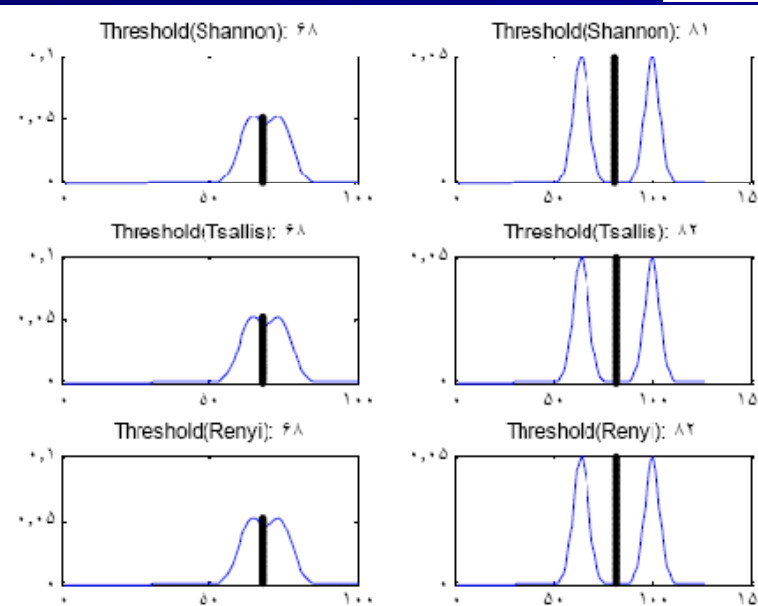 Threshold(Shannon): ۶۸
۰٫۱
۰٫۰۵
۰
۰ ۵۰ ۱۰۰
Threshold(Shannon): ۸۱
۰٫۰۵
۰
۰ ۵۰ ۱۰۰ ۱۵
Threshold(Tsallis): ۶۸
۰٫۱
۰٫۰۵
۰
۰ ۵۰ ۱۰۰
Threshold(Tsallis): ۸۲
۰٫۰۵
۰
۰ ۵۰ ۱۰۰ ۱۵
Threshold(Renyi): ۶۸
۰٫۱
۰٫۰۵
۰
۰ ۵۰ ۱۰۰
Threshold(Renyi): ۸۲
۰٫۰۵
۰
۰ ۵۰ ۱۰۰ ۱۵